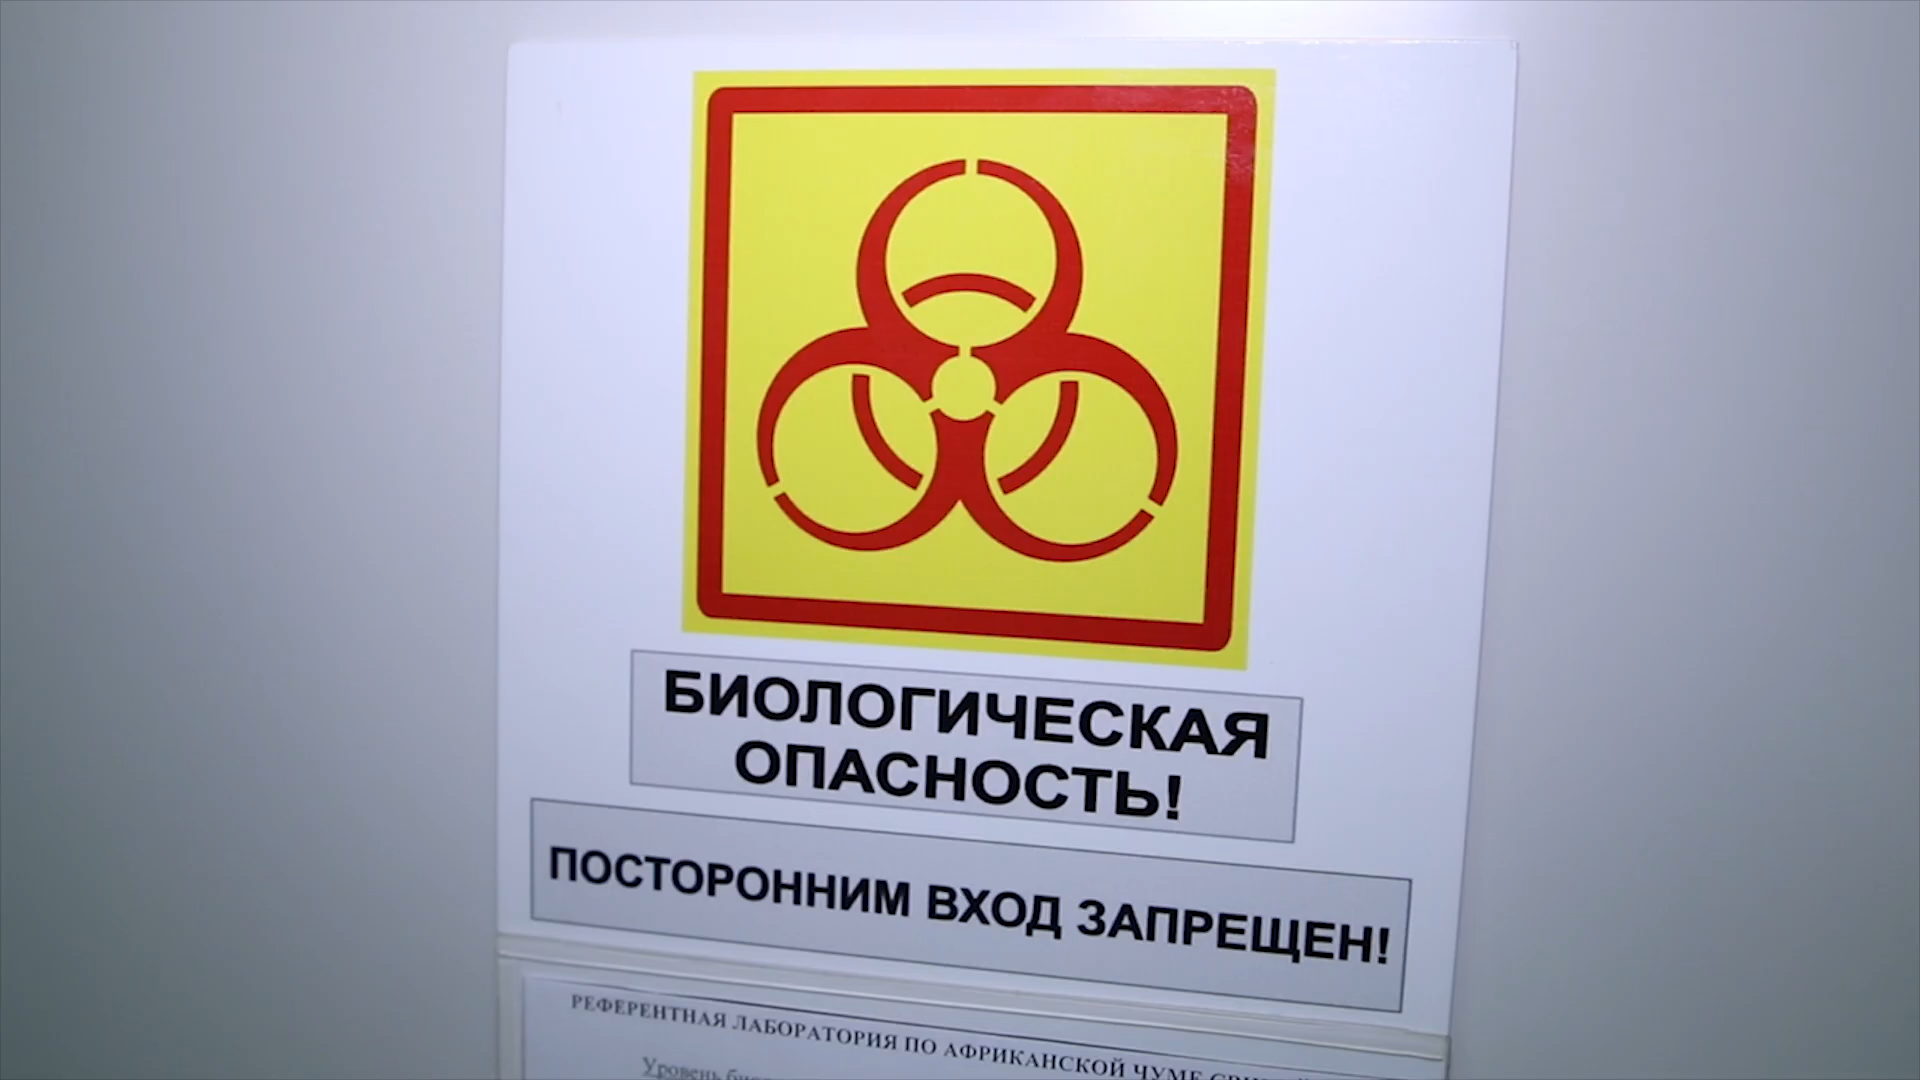 БИОЛОГИЧЕСКАЯ
ОПАСНОСТЬ!
ПОСТОРОННИМ ВХОД ЗАПРЕЩЕН!
РЕФЕРЕНТНАЯ ЛАБОРАТОРИЯ ПО АФРИКАНСКОЙ ЧУМЕ
Уровень